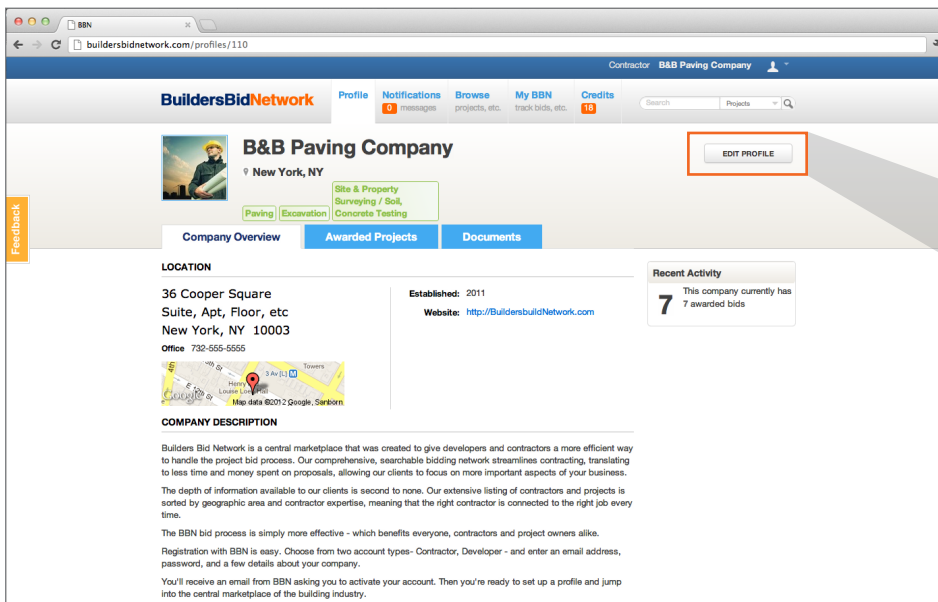 BBN
buildersbidnetwork.com/profiles/110
Contractor B&B Paving Company
BuildersBidNetwork
Profile
Notifications
0 messages
Browse
projects, etc.
My BBN
track bids, etc.
Credits
18
Search
Projects
B&B Paving Company
New York, NY
EDIT PROFILE
Paving
Excavation
Site & Property
Surveying / Soil,
Concrete Testing
Feedback
Company Overview
Awarded Projects
Documents
LOCATION
36 Cooper Square
Suite, Apt, Floor, etc
New York, NY 10003
Office 732-555-5555
Established: 2011
Website: http://BuildersbuildNetwork.com
Recent Activity
7
This company currently has
7 awarded bids
Towers
3 Av [L] M
E 12th St
Google
Map data ©2012 Google, Sanborn
COMPANY DESCRIPTION
Builders Bid Network is a central marketplace that was created to give developers and contractors a more efficient way
to handle the project bid process. Our comprehensive, searchable bidding network streamlines contracting, translating
to less time and money spent on proposals, allowing our clients to focus on more important aspects of your business.
The depth of information available to our clients is second to none. Our extensive listing of contractors and projects is
sorted by geographic area and contractor expertise, meaning that the right contractor is connected to the right job every
time.
The BBN bid process is simply more effective - which benefits everyone, contractors and project owners alike.
Registration with BBN is easy. Choose from two account types- Contractor, Developer - and enter an email address,
password, and a few details about your company.
You'll receive an email from BBN asking you to activate your account. Then you're ready to set up a profile and jump
into the central marketplace of the building industry.